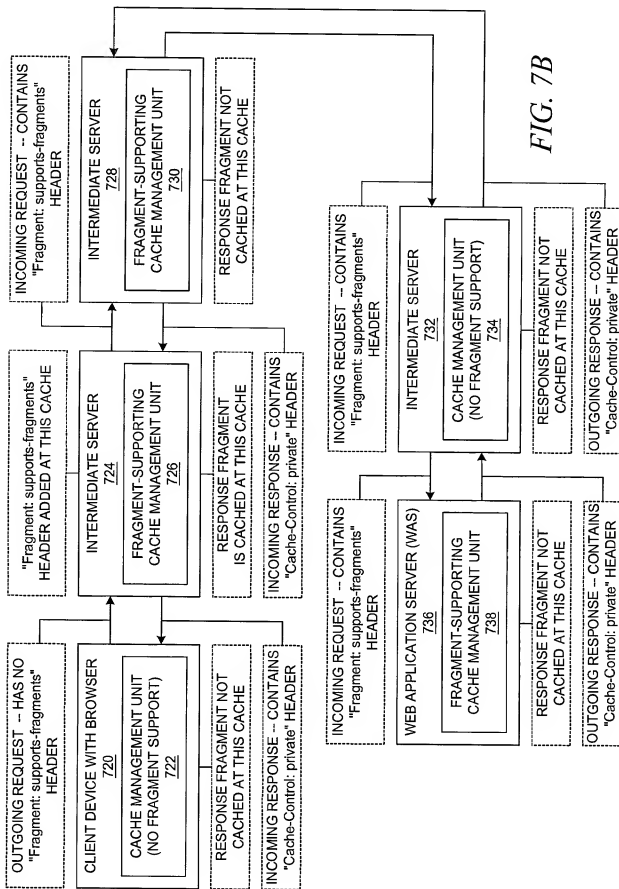 OUTGOING REQUEST -- HAS NO
"Fragment: supports-fragments"
HEADER
CLIENT DEVICE WITH BROWSER
720
CACHE MANAGEMENT UNIT
(NO FRAGMENT SUPPORT)
722
RESPONSE FRAGMENT NOT
CACHED AT THIS CACHE
INCOMING RESPONSE -- CONTAINS
"Cache-Control: private" HEADER
"Fragment: supports-fragments"
HEADER ADDED AT THIS CACHE
INTERMEDIATE SERVER
724
FRAGMENT-SUPPORTING
CACHE MANAGEMENT UNIT
726
RESPONSE FRAGMENT
IS CACHED AT THIS CACHE
INCOMING RESPONSE -- CONTAINS
"Cache-Control: private" HEADER
INCOMING REQUEST -- CONTAINS
"Fragment: supports-fragments"
HEADER
INTERMEDIATE SERVER
728
FRAGMENT-SUPPORTING
CACHE MANAGEMENT UNIT
730
RESPONSE FRAGMENT NOT
CACHED AT THIS CACHE
INCOMING REQUEST -- CONTAINS
"Fragment: supports-fragments"
HEADER
WEB APPLICATION SERVER (WAS)
736
FRAGMENT-SUPPORTING
CACHE MANAGEMENT UNIT
738
RESPONSE FRAGMENT NOT
CACHED AT THIS CACHE
OUTGOING RESPONSE -- CONTAINS
"Cache-Control: private" HEADER
INCOMING REQUEST -- CONTAINS
"Fragment: supports-fragments"
HEADER
INTERMEDIATE SERVER
732
CACHE MANAGEMENT UNIT
(NO FRAGMENT SUPPORT)
734
RESPONSE FRAGMENT NOT
CACHED AT THIS CACHE
OUTGOING RESPONSE -- CONTAINS
"Cache-Control: private" HEADER
FIG. 7B